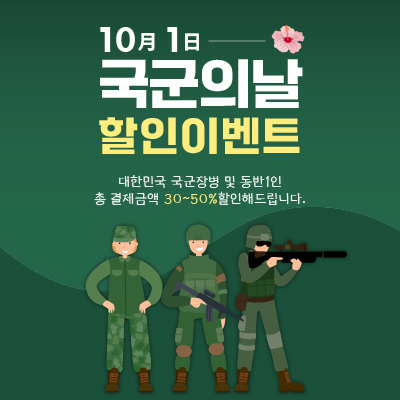 10月 1日
국군의날
할인이벤트
대한민국 국군장병 및 동반1인
총 결제금액 30~50%할인해드립니다.